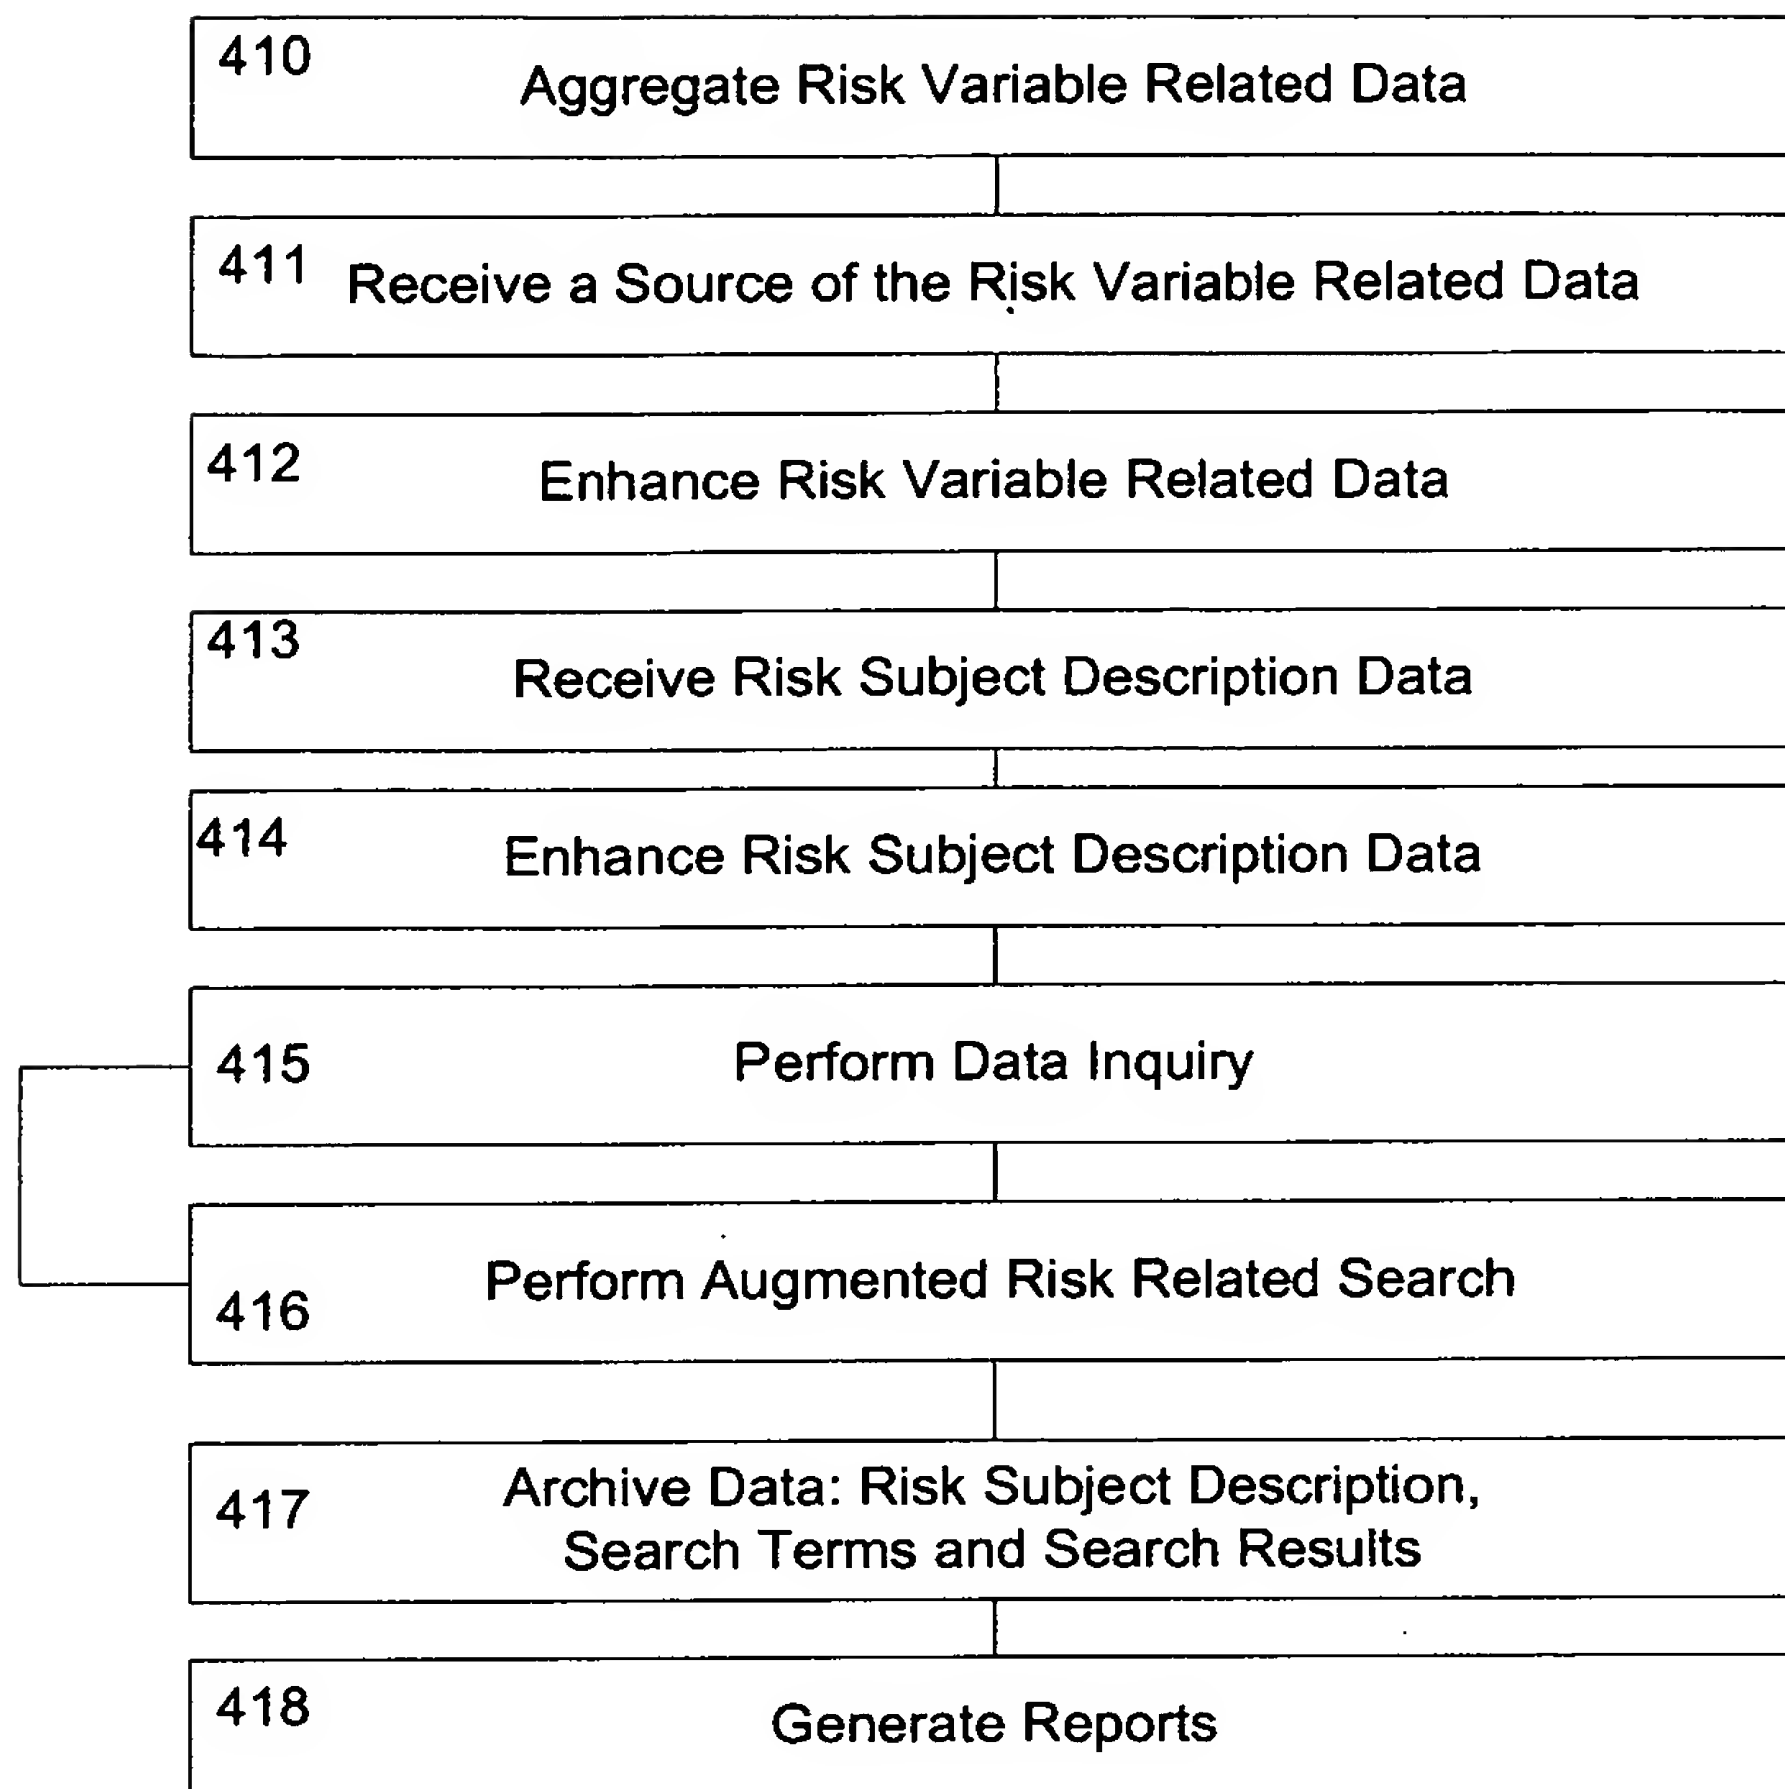 410
Aggregate Risk Variable Related Data
411
Receive a Source of the Risk Variable Related Data
412
Enhance Risk Variable Related Data
413
Receive Risk Subject Description Data
414
Enhance Risk Subject Description Data
415
Perform Data Inquiry
416
Perform Augmented Risk Related Search
417
Archive Data: Risk Subject Description,
Search Terms and Search Results
418
Generate Reports